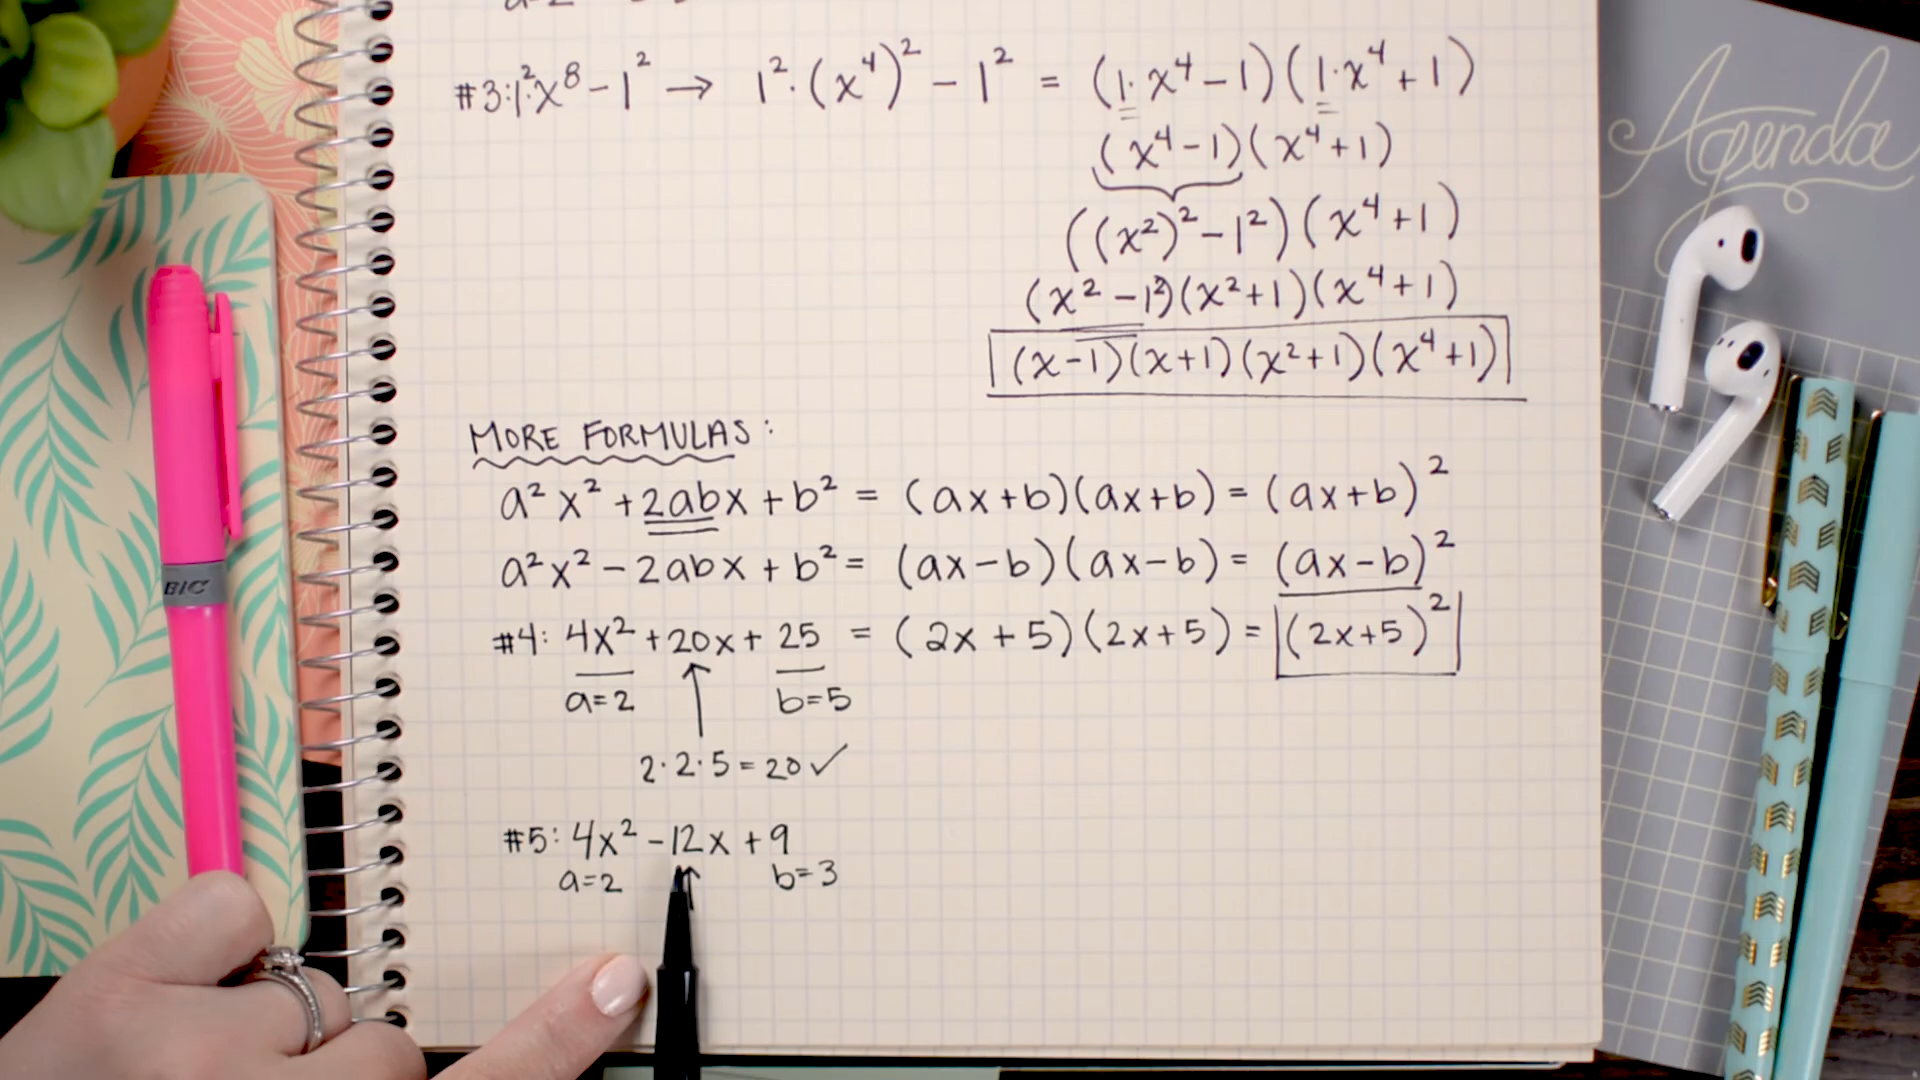 #3: 1²·x⁸ - 1² → 1²·(x⁴)² - 1² = (1·x⁴ - 1)(1·x⁴ + 1)
(x⁴ - 1)(x⁴ + 1)
((x²)² - 1²)(x⁴ + 1)
(x² - 1²)(x² + 1)(x⁴ + 1)
(x - 1)(x + 1)(x² + 1)(x⁴ + 1)
MORE FORMULAS:
a²x² + 2abx + b² = (ax + b)(ax + b) = (ax + b)²
a²x² - 2abx + b² = (ax - b)(ax - b) = (ax - b)²
#4: 4x² + 20x + 25 = (2x + 5)(2x + 5) = (2x + 5)²
a=2 b=5
2·2·5 = 20 ✓
#5: 4x² - 12x + 9
a=2 b=3
Agenda
BIC